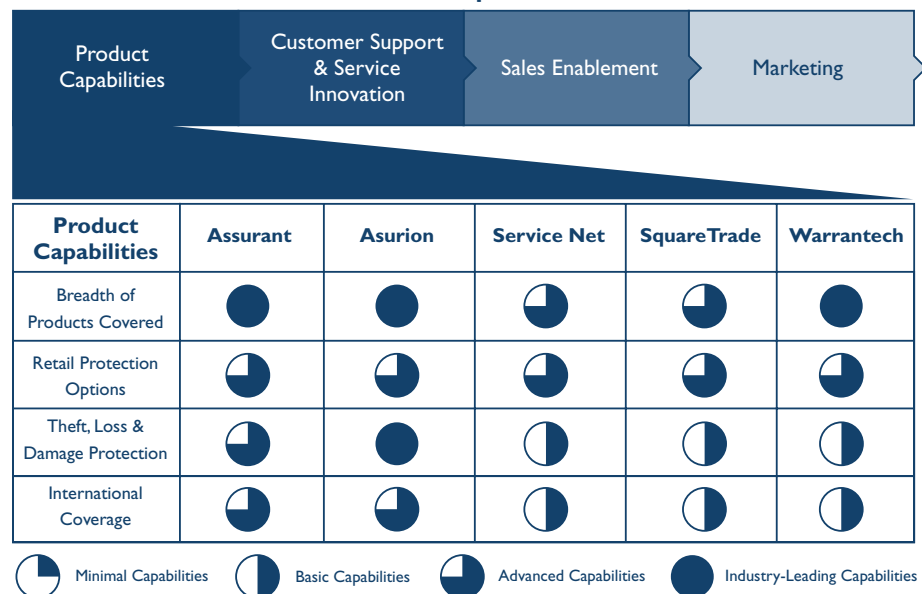 Product
Capabilities
Customer Support
& Service
Innovation
Sales Enablement
Marketing
Product
Capabilities
Assurant
Asurion
Service Net
SquareTrade
Warrantech
Breadth of
Products Covered
Retail Protection
Options
Theft, Loss &
Damage Protection
International
Coverage
Minimal Capabilities
Basic Capabilities
Advanced Capabilities
Industry-Leading Capabilities